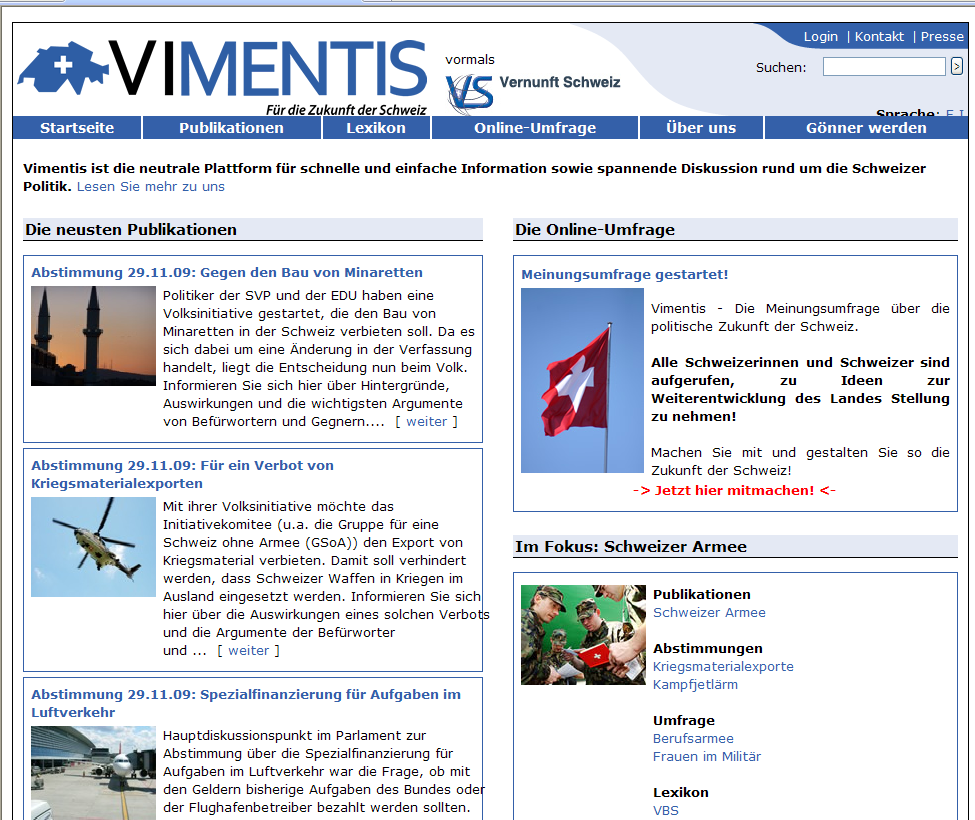 Login | Kontakt | Presse
VIMENTIS
Für die Zukunft der Schweiz
vormals
VS Vernunft Schweiz
Suchen: >
Sprache: F I
Startseite Publikationen Lexikon Online-Umfrage Über uns Gönner werden
Vimentis ist die neutrale Plattform für schnelle und einfache Information sowie spannende Diskussion rund um die Schweizer
Politik. Lesen Sie mehr zu uns
Die neusten Publikationen
Abstimmung 29.11.09: Gegen den Bau von Minaretten
Politiker der SVP und der EDU haben eine
Volksinitiative gestartet, die den Bau von
Minaretten in der Schweiz verbieten soll. Da es
sich dabei um eine Änderung in der Verfassung
handelt, liegt die Entscheidung nun beim Volk.
Informieren Sie sich hier über Hintergründe,
Auswirkungen und die wichtigsten Argumente
von Befürwortern und Gegnern.... [ weiter ]
Abstimmung 29.11.09: Für ein Verbot von
Kriegsmaterialexporten
Mit ihrer Volksinitiative möchte das
Initiativekomitee (u.a. die Gruppe für eine
Schweiz ohne Armee (GSoA)) den Export von
Kriegsmaterial verbieten. Damit soll verhindert
werden, dass Schweizer Waffen in Kriegen im
Ausland eingesetzt werden. Informieren Sie sich
hier über die Auswirkungen eines solchen Verbots
und die Argumente der Befürworter
und ... [ weiter ]
Abstimmung 29.11.09: Spezialfinanzierung für Aufgaben im
Luftverkehr
Hauptdiskussionspunkt im Parlament zur
Abstimmung über die Spezialfinanzierung für
Aufgaben im Luftverkehr war die Frage, ob mit
den Geldern bisherige Aufgaben des Bundes oder
der Flughafenbetreiber bezahlt werden sollten.
Die Online-Umfrage
Meinungsumfrage gestartet!
Vimentis - Die Meinungsumfrage über die
politische Zukunft der Schweiz.
Alle Schweizerinnen und Schweizer sind
aufgerufen, zu Ideen zur
Weiterentwicklung des Landes Stellung
zu nehmen!
Machen Sie mit und gestalten Sie so die
Zukunft der Schweiz!
-> Jetzt hier mitmachen! <-
Im Fokus: Schweizer Armee
Publikationen
Schweizer Armee
Abstimmungen
Kriegsmaterialexporte
Kampfjetlärm
Umfrage
Berufsarmee
Frauen im Militär
Lexikon
VBS